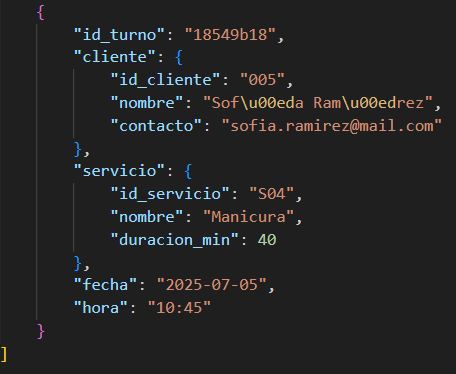 {
"id_turno": "18549b18",
"cliente": {
"id_cliente": "005",
"nombre": "Sof\u00eda Ram\u00edrez",
"contacto": "sofia.ramirez@mail.com"
},
"servicio": {
"id_servicio": "S04",
"nombre": "Manicura",
"duracion_min": 40
},
"fecha": "2025-07-05",
"hora": "10:45"
}
]